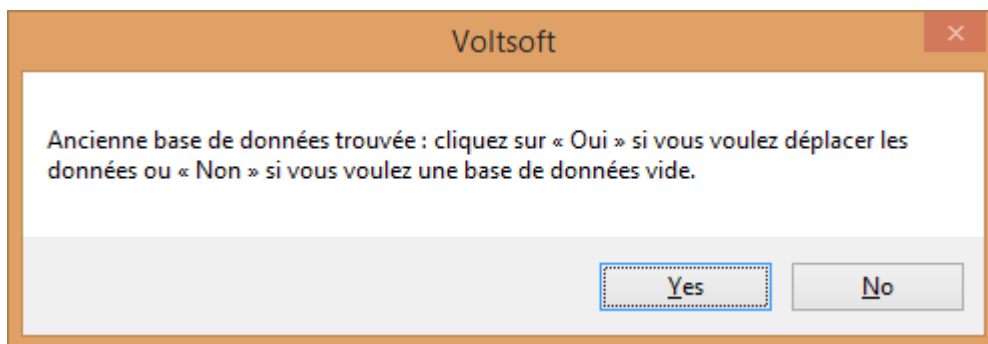 Voltsoft
Ancienne base de données trouvée : cliquez sur « Oui » si vous voulez déplacer les
données ou « Non » si vous voulez une base de données vide.
Yes
No